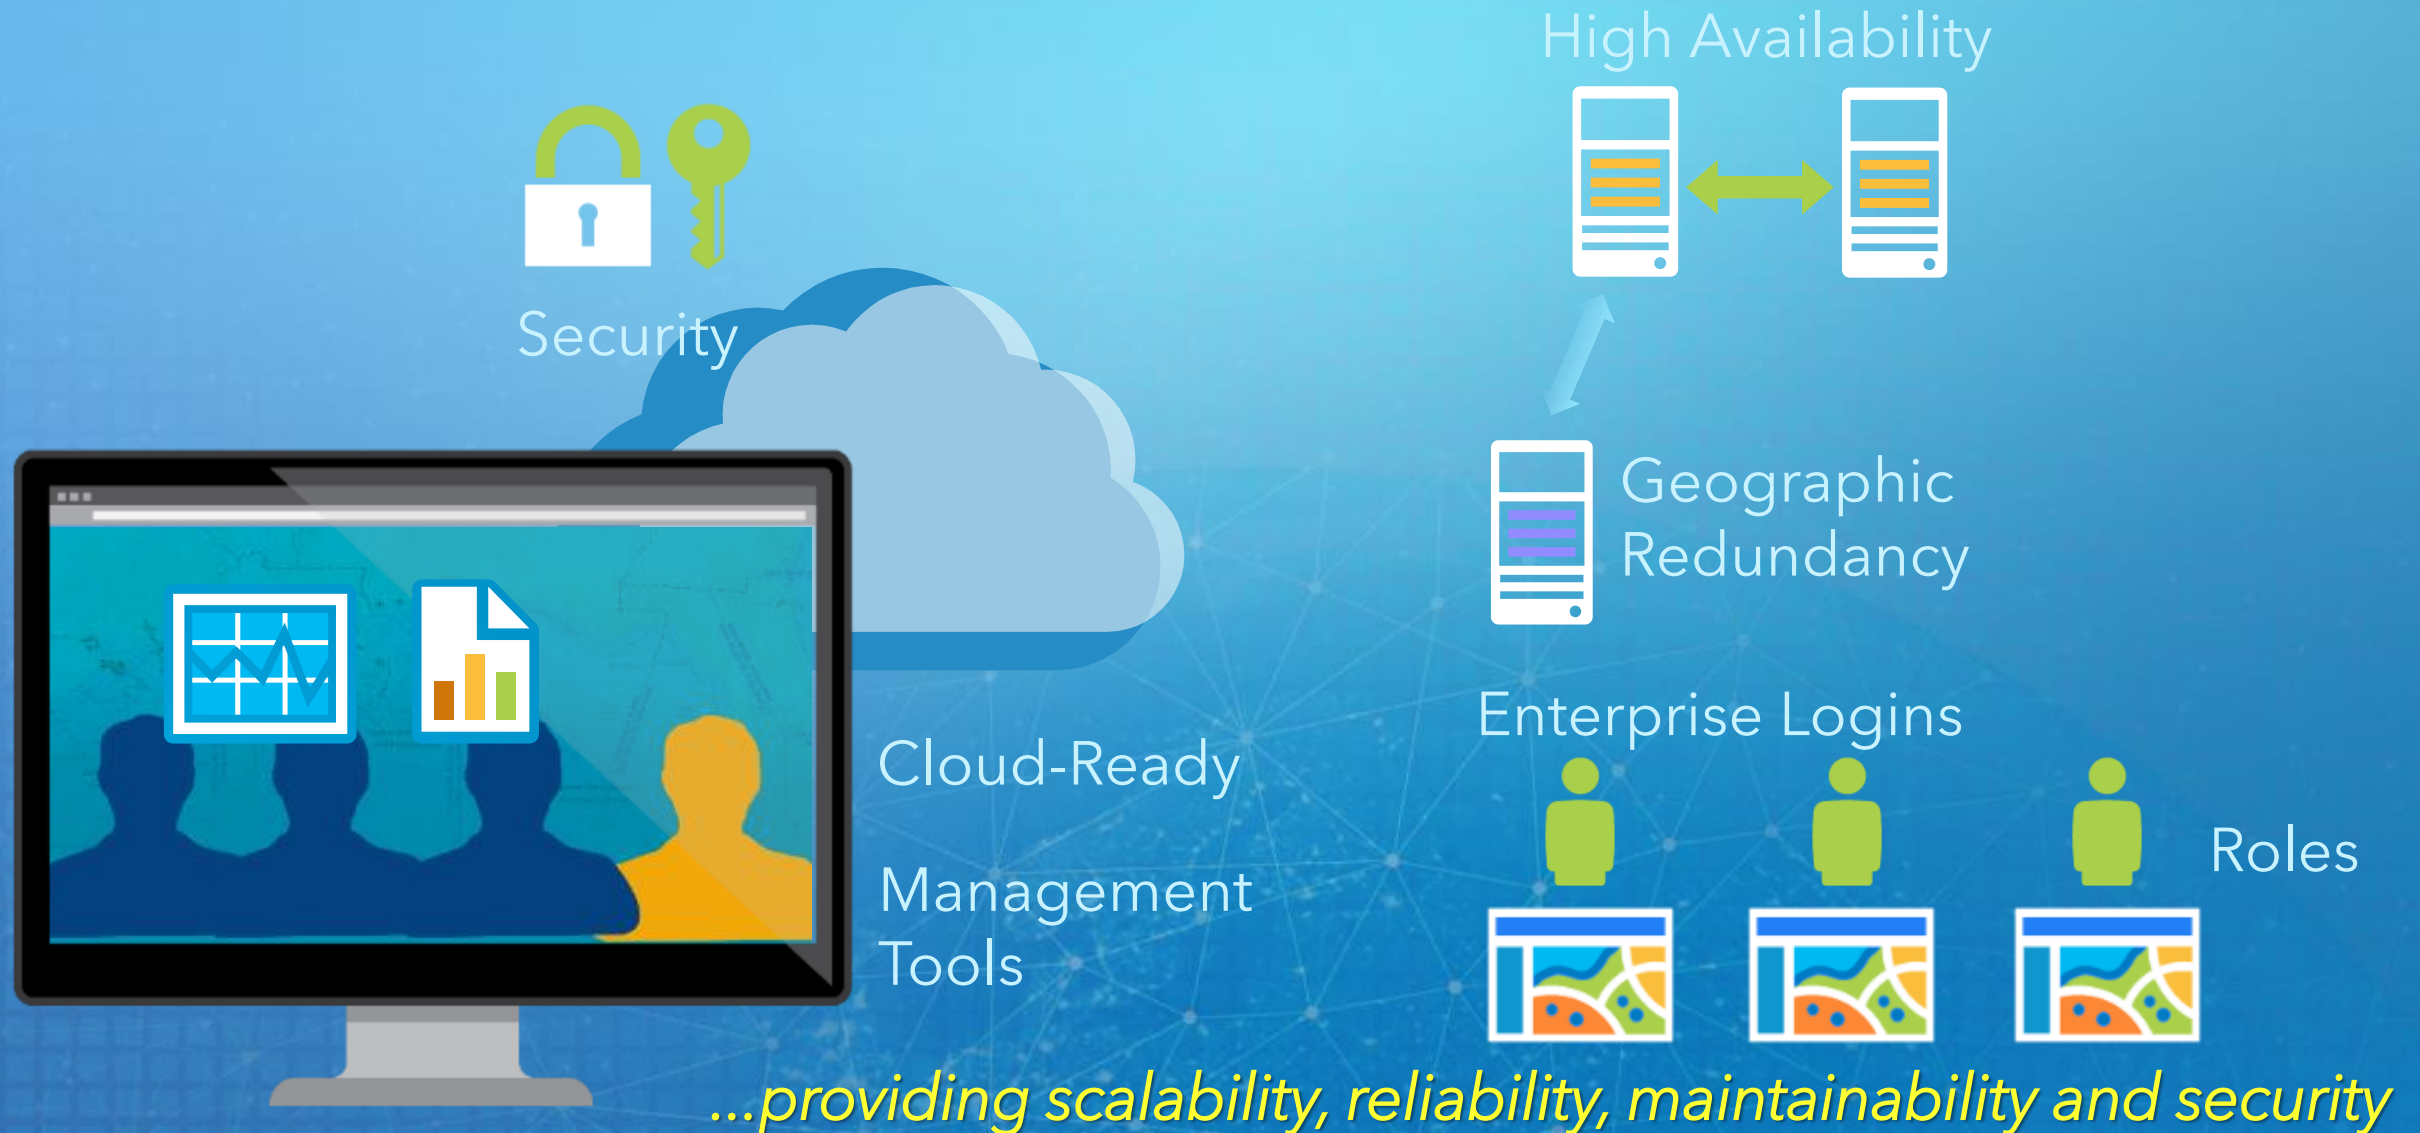 High Availability
Security
Geographic
Redundancy
Enterprise Logins
Cloud-Ready
Roles
Management
Tools
...providing scalability, reliability, maintainability and security